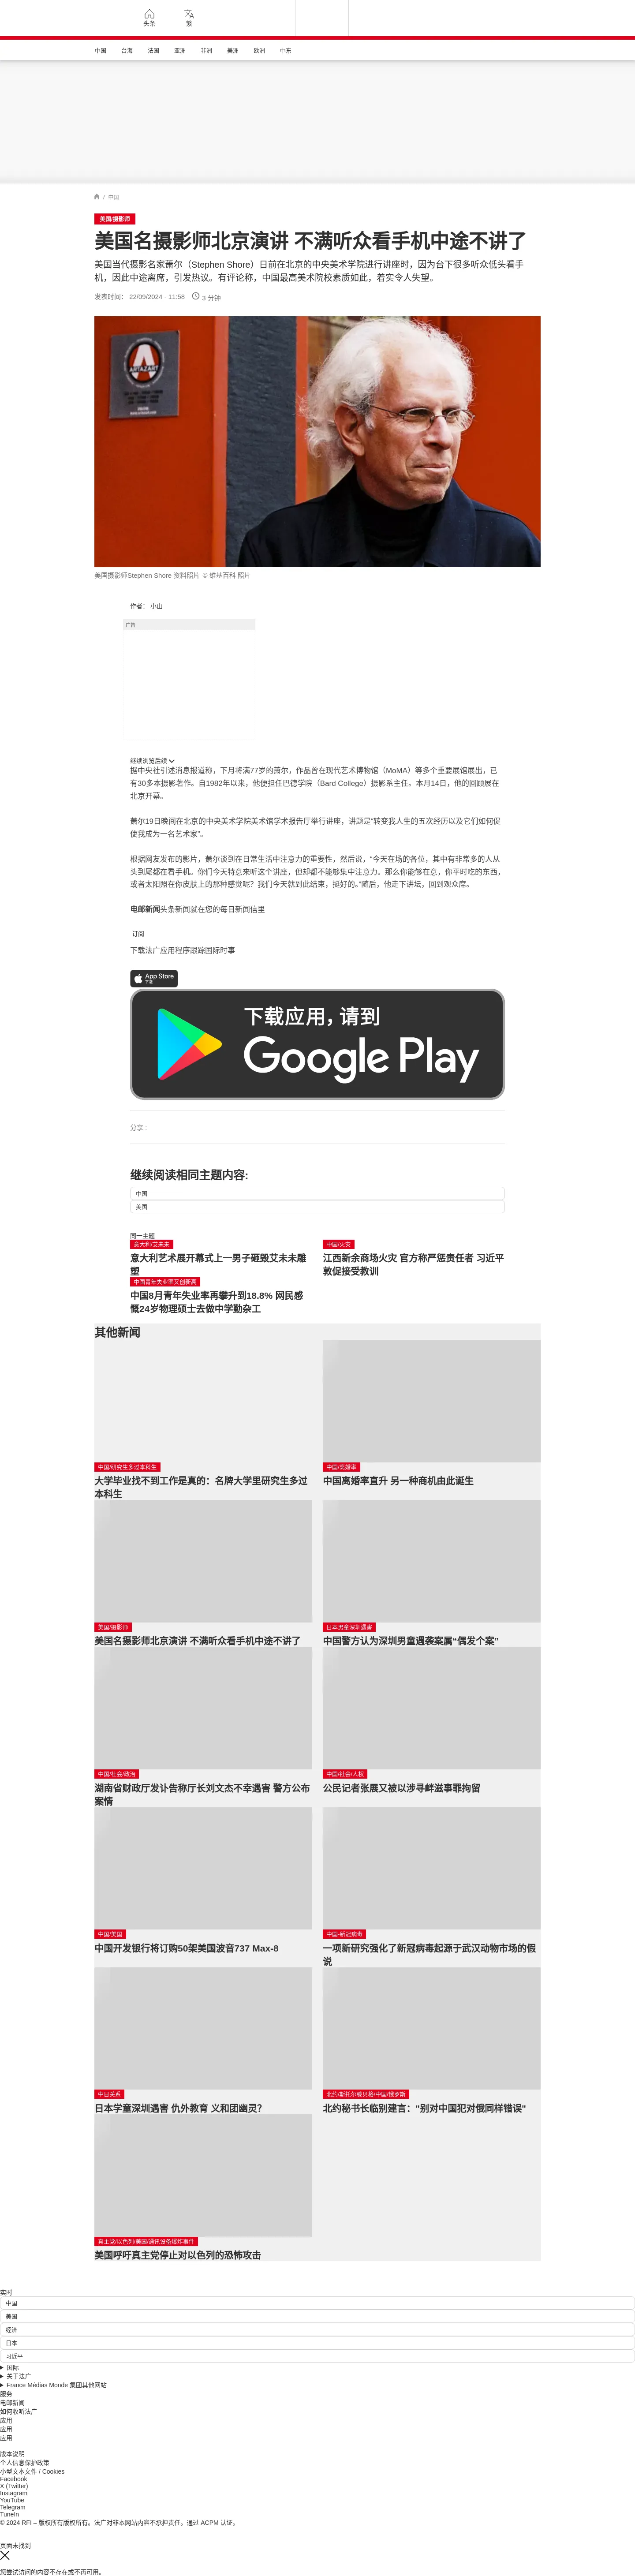 头条
繁
中国
台海
法国
亚洲
非洲
美洲
欧洲
中东
/ 中国
美国/摄影师
美国名摄影师北京演讲 不满听众看手机中途不讲了
美国当代摄影名家萧尔（Stephen Shore）日前在北京的中央美术学院进行讲座时，因为台下很多听众低头看手
机，因此中途离席，引发热议。有评论称，中国最高美术院校素质如此，着实令人失望。
发表时间： 22/09/2024 - 11:58 3 分钟
ARTAZART
美国摄影师Stephen Shore 资料照片 © 维基百科 照片
作者： 小山
广告
继续浏览后续
据中央社引述消息报道称，下月将满77岁的萧尔，作品曾在现代艺术博物馆（MoMA）等多个重要展馆展出，已
有30多本摄影著作。自1982年以来，他便担任巴德学院（Bard College）摄影系主任。本月14日，他的回顾展在
北京开幕。
萧尔19日晚间在北京的中央美术学院美术馆学术报告厅举行讲座，讲题是“转变我人生的五次经历以及它们如何促
使我成为一名艺术家”。
根据网友发布的影片，萧尔谈到在日常生活中注意力的重要性，然后说，“今天在场的各位，其中有非常多的人从
头到尾都在看手机。你们今天特意来听这个讲座，但却都不能够集中注意力。那么你能够在意，你平时吃的东西，
或者太阳照在你皮肤上的那种感觉呢？我们今天就到此结束，挺好的。”随后，他走下讲坛，回到观众席。
电邮新闻头条新闻就在您的每日新闻信里
订阅
下载法广应用程序跟踪国际时事
App Store
下载
下载应用，请到
Google Play
分享 :
继续阅读相同主题内容:
中国
美国
同一主题
意大利/艾未未
意大利艺术展开幕式上一男子砸毁艾未未雕
塑
中国/火灾
江西新余商场火灾 官方称严惩责任者 习近平
敦促接受教训
中国青年失业率又创新高
中国8月青年失业率再攀升到18.8% 网民感
慨24岁物理硕士去做中学勤杂工
其他新闻
中国/研究生多过本科生
大学毕业找不到工作是真的：名牌大学里研究生多过
本科生
中国/离婚率
中国离婚率直升 另一种商机由此诞生
美国/摄影师
美国名摄影师北京演讲 不满听众看手机中途不讲了
日本男童深圳遇害
中国警方认为深圳男童遇袭案属“偶发个案”
中国/社会/政治
湖南省财政厅发讣告称厅长刘文杰不幸遇害 警方公布
案情
中国/社会/人权
公民记者张展又被以涉寻衅滋事罪拘留
中国/美国
中国开发银行将订购50架美国波音737 Max-8
中国-新冠病毒
一项新研究强化了新冠病毒起源于武汉动物市场的假
说
中日关系
日本学童深圳遇害 仇外教育 义和团幽灵？
北约/斯托尔滕贝格/中国/俄罗斯
北约秘书长临别建言："别对中国犯对俄同样错误"
真主党/以色列/美国/通讯设备爆炸事件
美国呼吁真主党停止对以色列的恐怖攻击
实时
中国
美国
经济
日本
习近平
国际
关于法广
France Médias Monde 集团其他网站
服务
电邮新闻
如何收听法广
应用
应用
应用
版本说明
个人信息保护政策
小型文本文件 / Cookies
Facebook
X (Twitter)
Instagram
YouTube
Telegram
TuneIn
© 2024 RFI – 版权所有版权所有。法广对非本网站内容不承担责任。通过 ACPM 认证。
页面未找到
您尝试访问的内容不存在或不再可用。